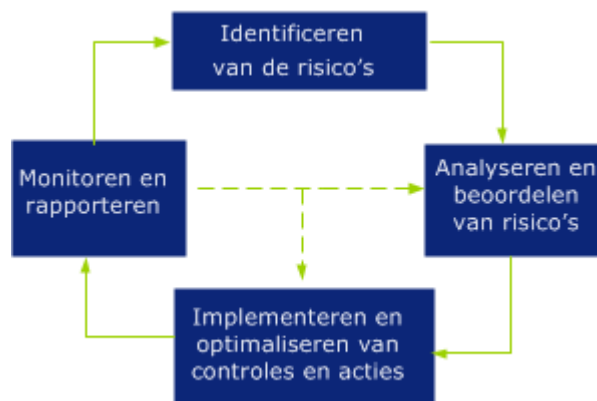 Identificeren
van de risico's
Monitoren en
rapporteren
Analyseren en
beoordelen
van risico's
Implementeren en
optimaliseren van
controles en acties